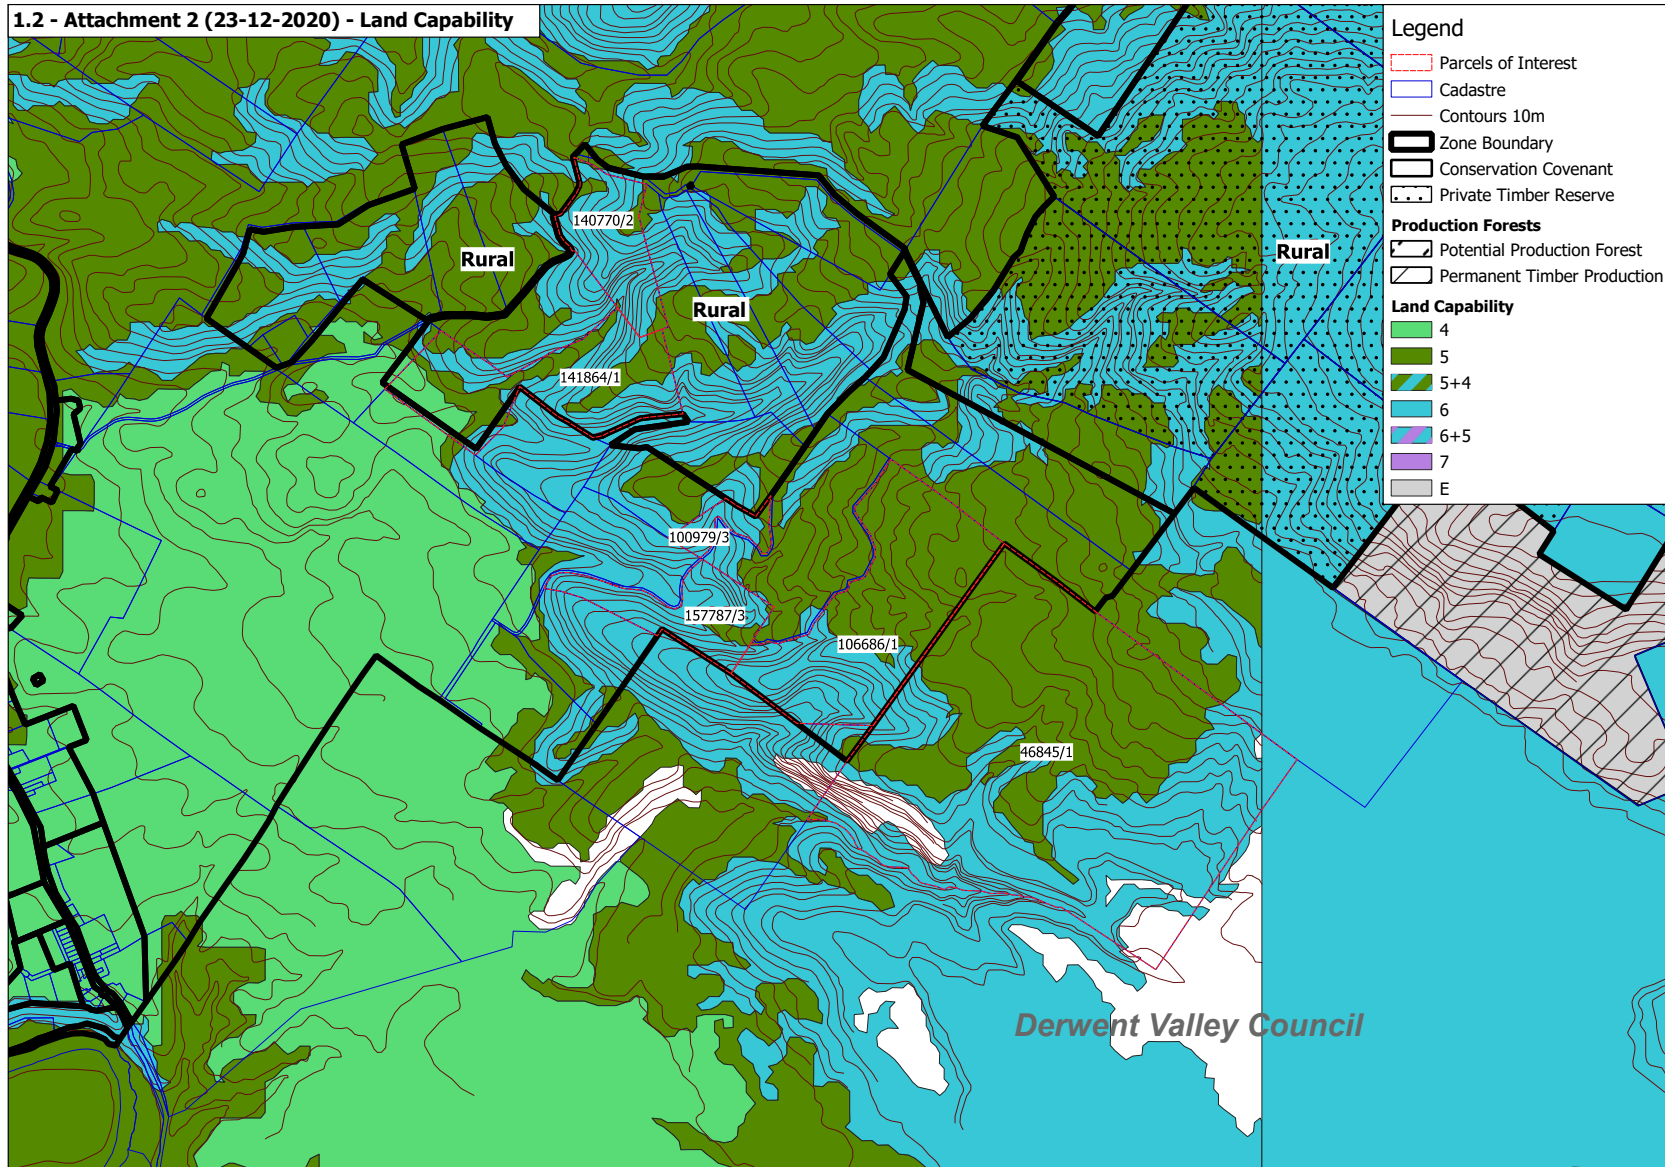 1.2 - Attachment 2 (23-12-2020) - Land Capability
Legend
Parcels of Interest
Cadastre
Contours 10m
Zone Boundary
Conservation Covenant
Private Timber Reserve
Production Forests
Potential Production Forest
Permanent Timber Production
Land Capability
4
5
5+4
6
6+5
7
E
140770/2
Rural
Rural
Rural
141864/1
100979/3
157787/3
106686/1
46845/1
Derwent Valley Council